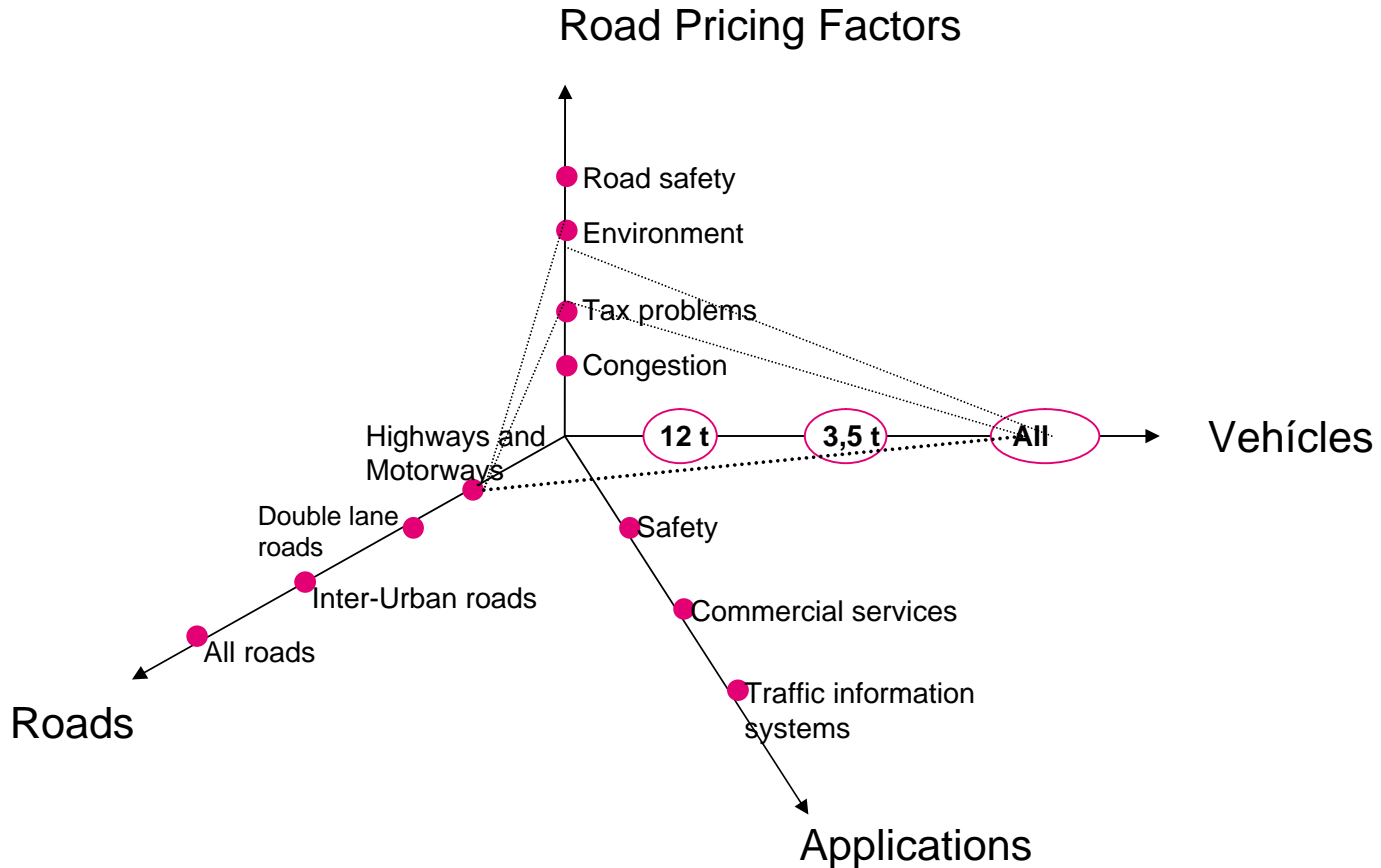 Road Pricing Factors
Road safety
Environment
Tax problems
Congestion
Highways and
Motorways
12 t
3,5 t
All
Vehícles
Double lane
roads
Safety
Inter-Urban roads
Commercial services
All roads
Traffic information
systems
Roads
Applications